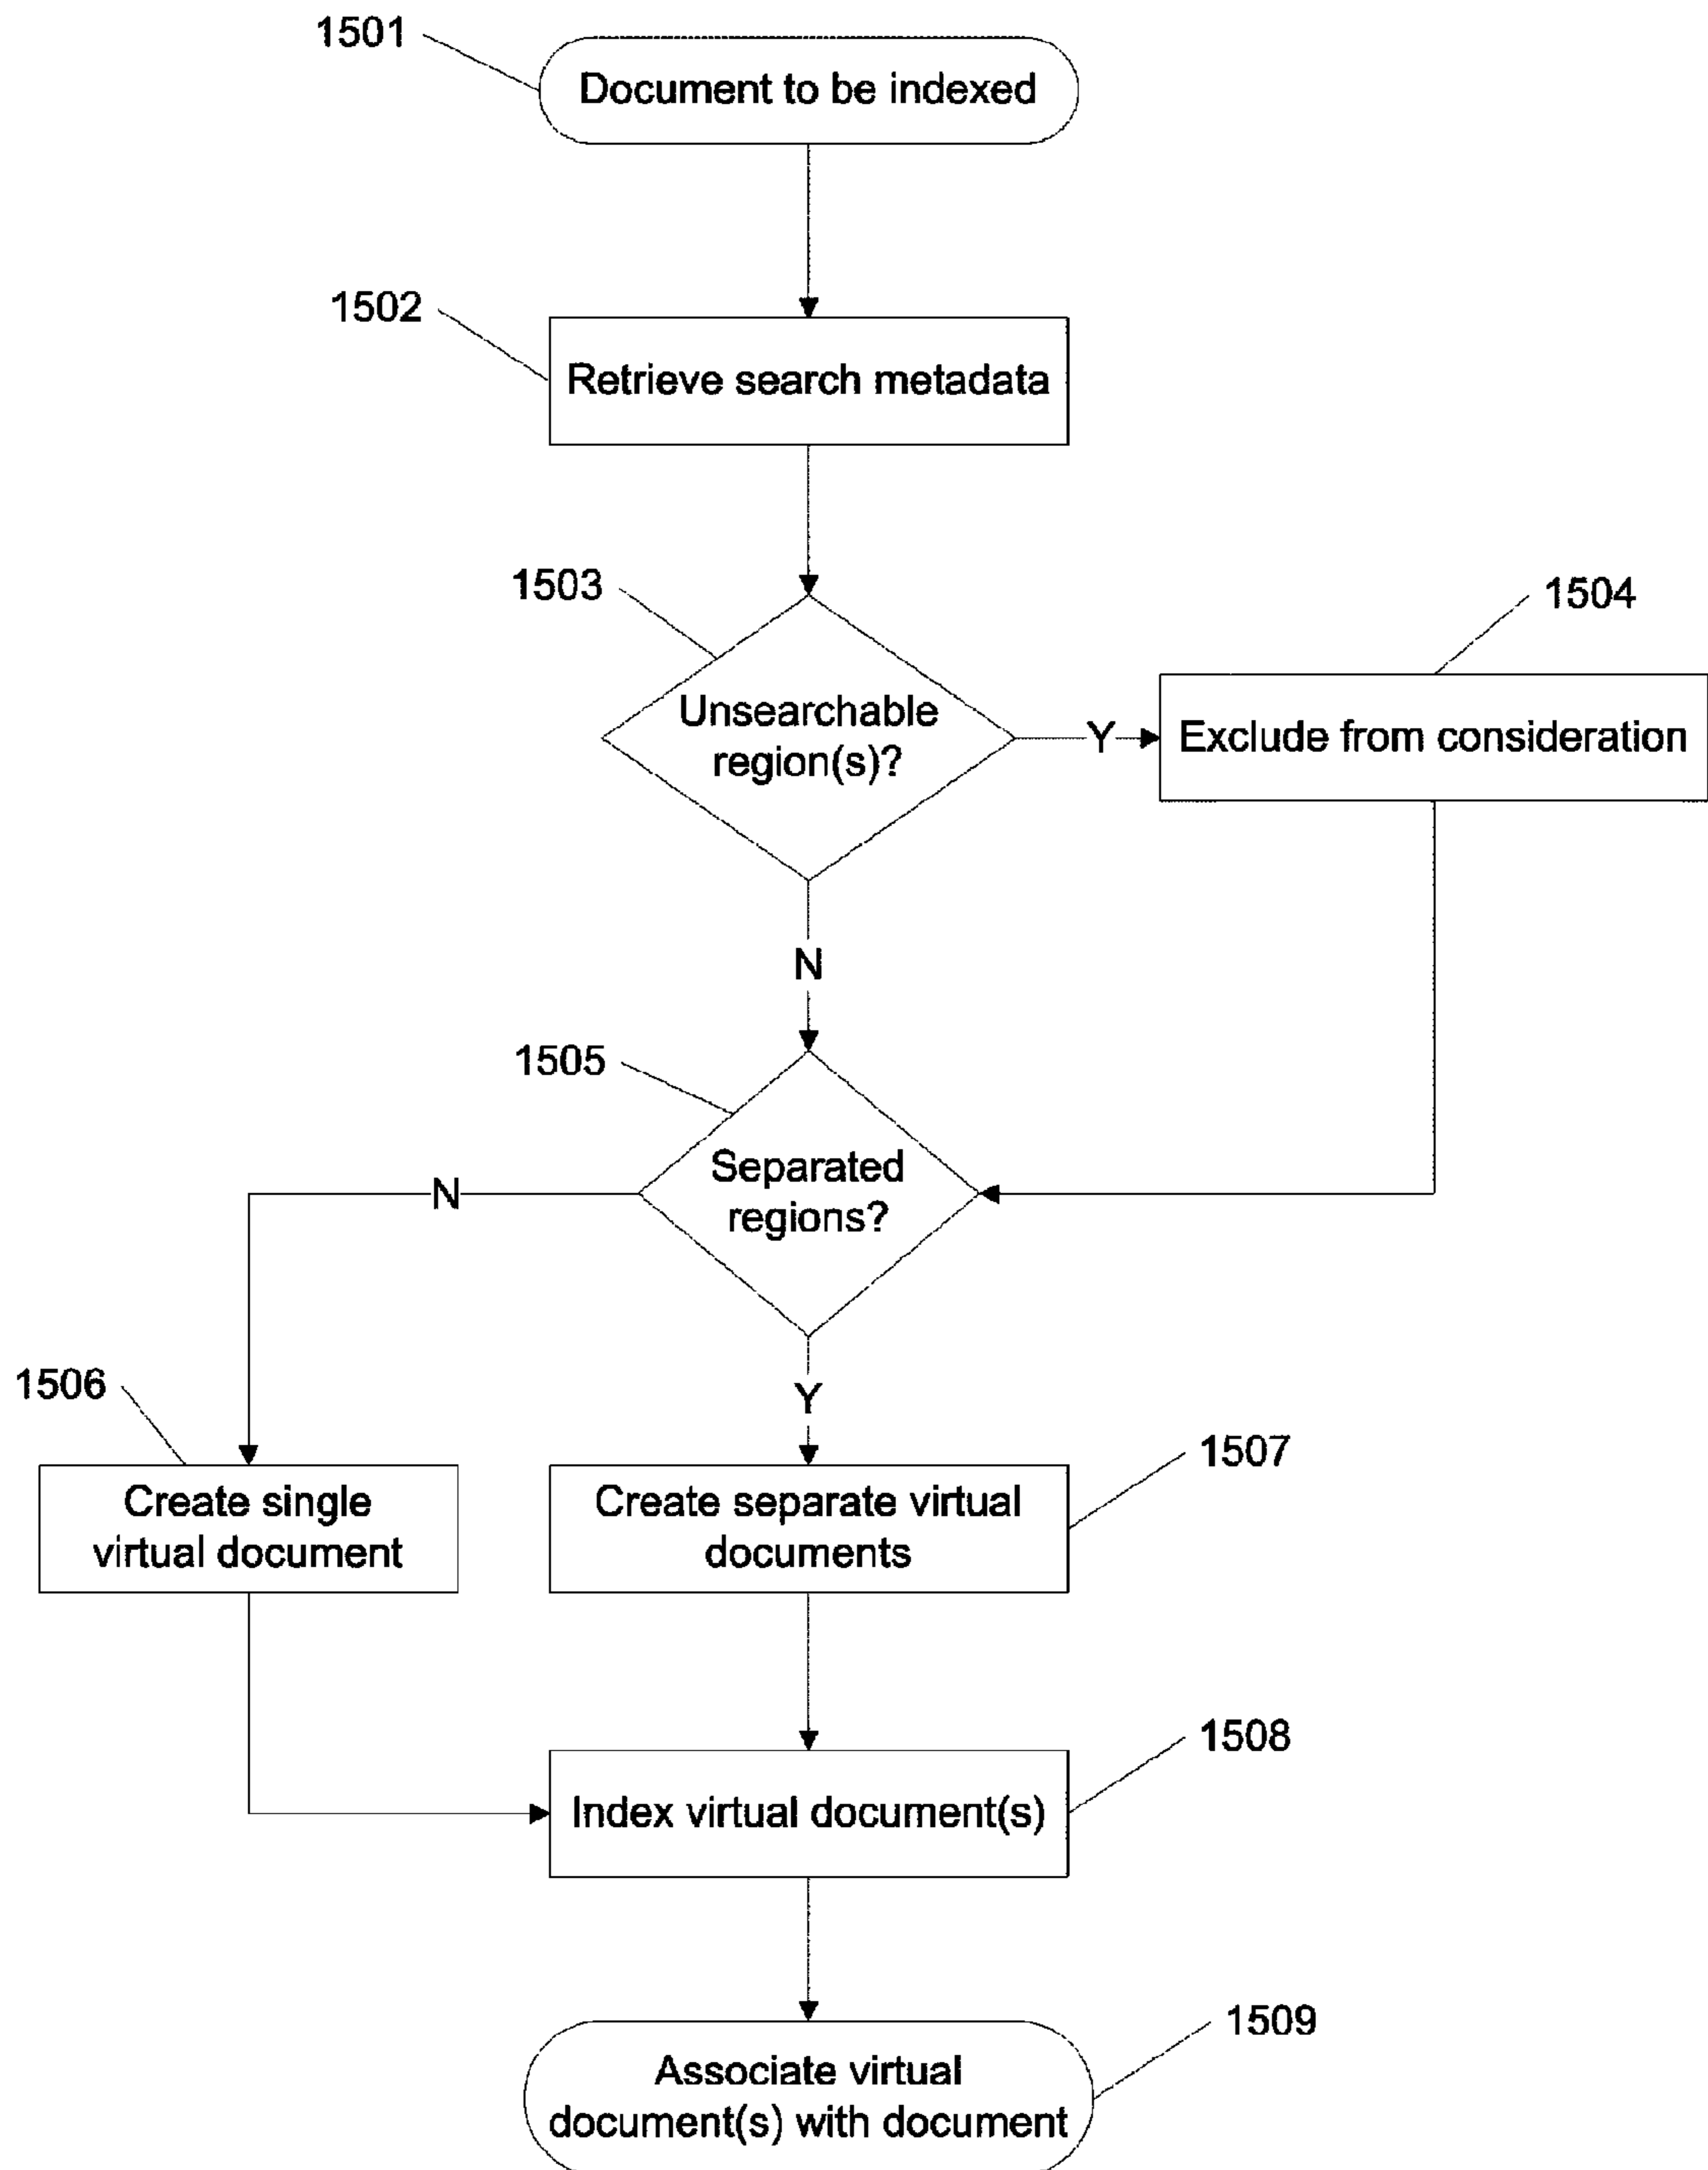 1501
Document to be indexed
1502
Retrieve search metadata
1503
Unsearchable
region(s)?
Y
1504
Exclude from consideration
N
1505
Separated
regions?
N
Y
1506
Create single
virtual document
1507
Create separate virtual
documents
1508
Index virtual document(s)
1509
Associate virtual
document(s) with document